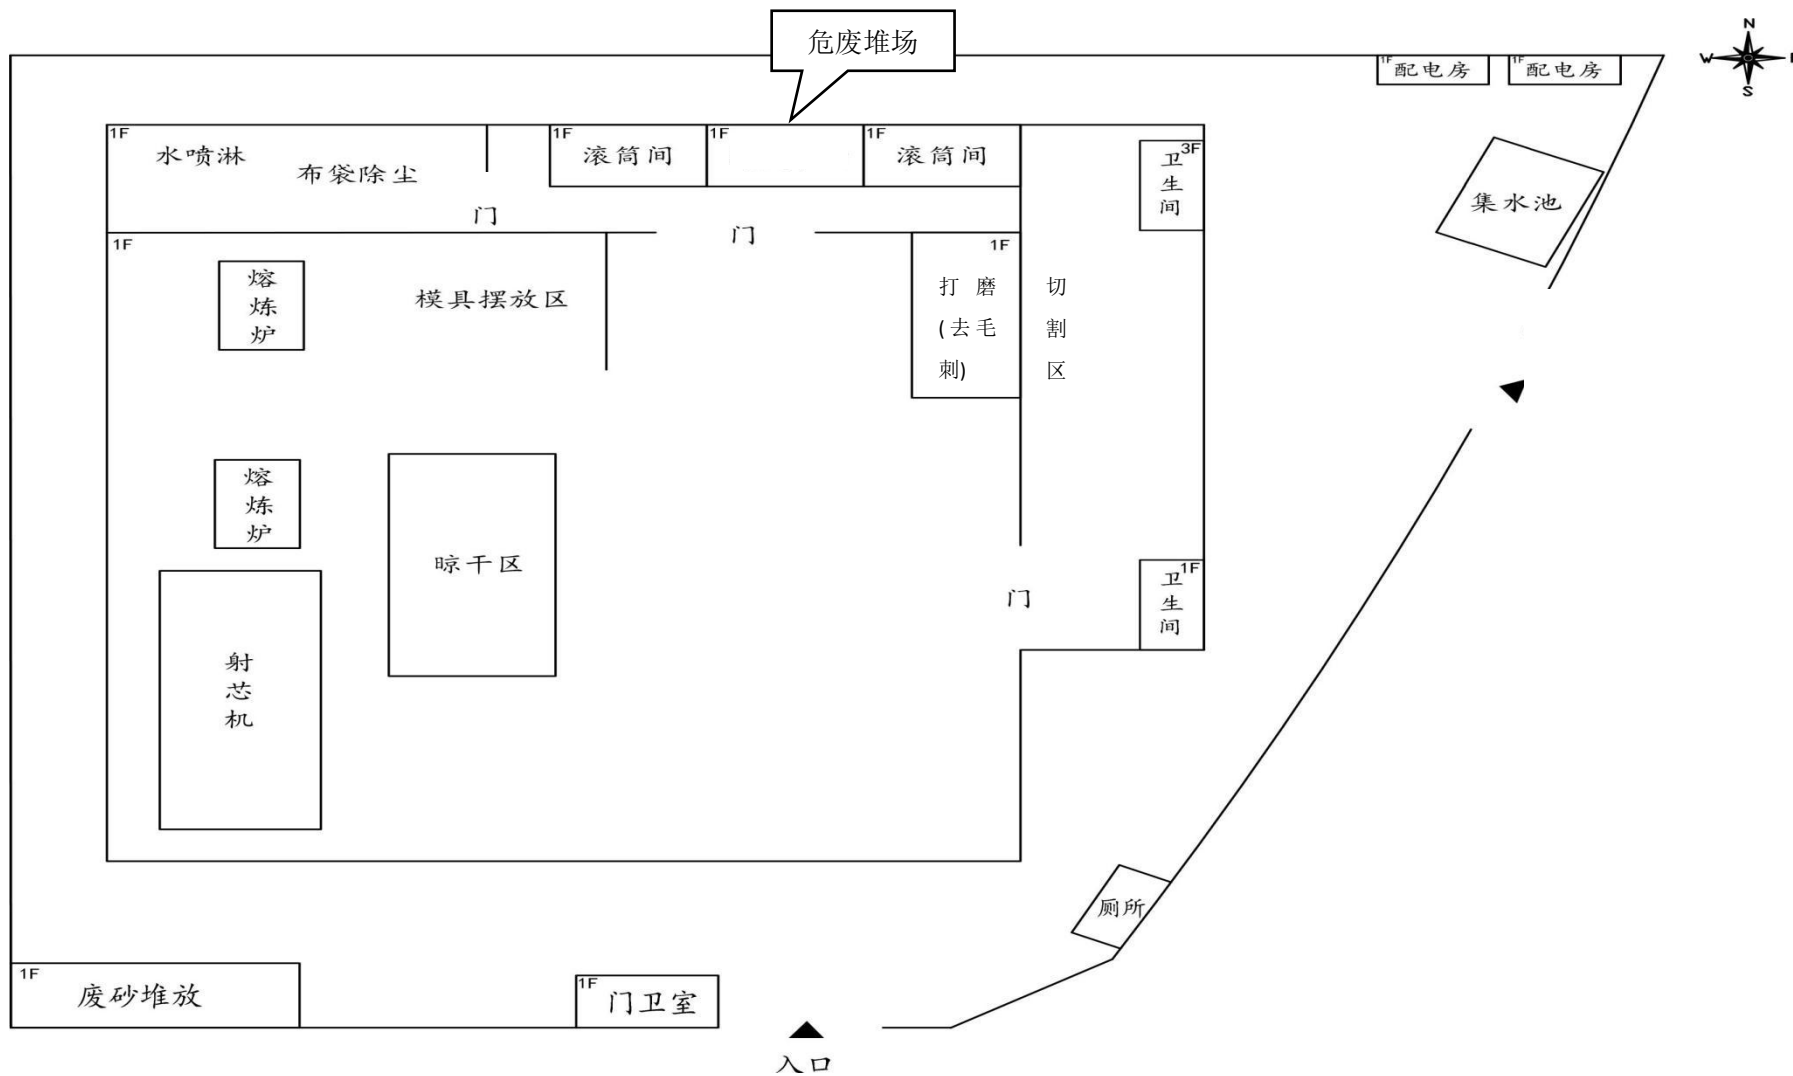 危废堆场
N
W
S
1F
配电房
1F
配电房
1F
水喷淋
布袋除尘
门
1F
滚筒间
1F
1F
滚筒间
3F
卫生间
集水池
1F
熔炼炉
模具摆放区
门
1F
打 磨
(去毛
刺)
切割区
熔炼炉
晾干区
射芯机
门
1F
卫生间
厕所
1F
废砂堆放
1F
门卫室
入口